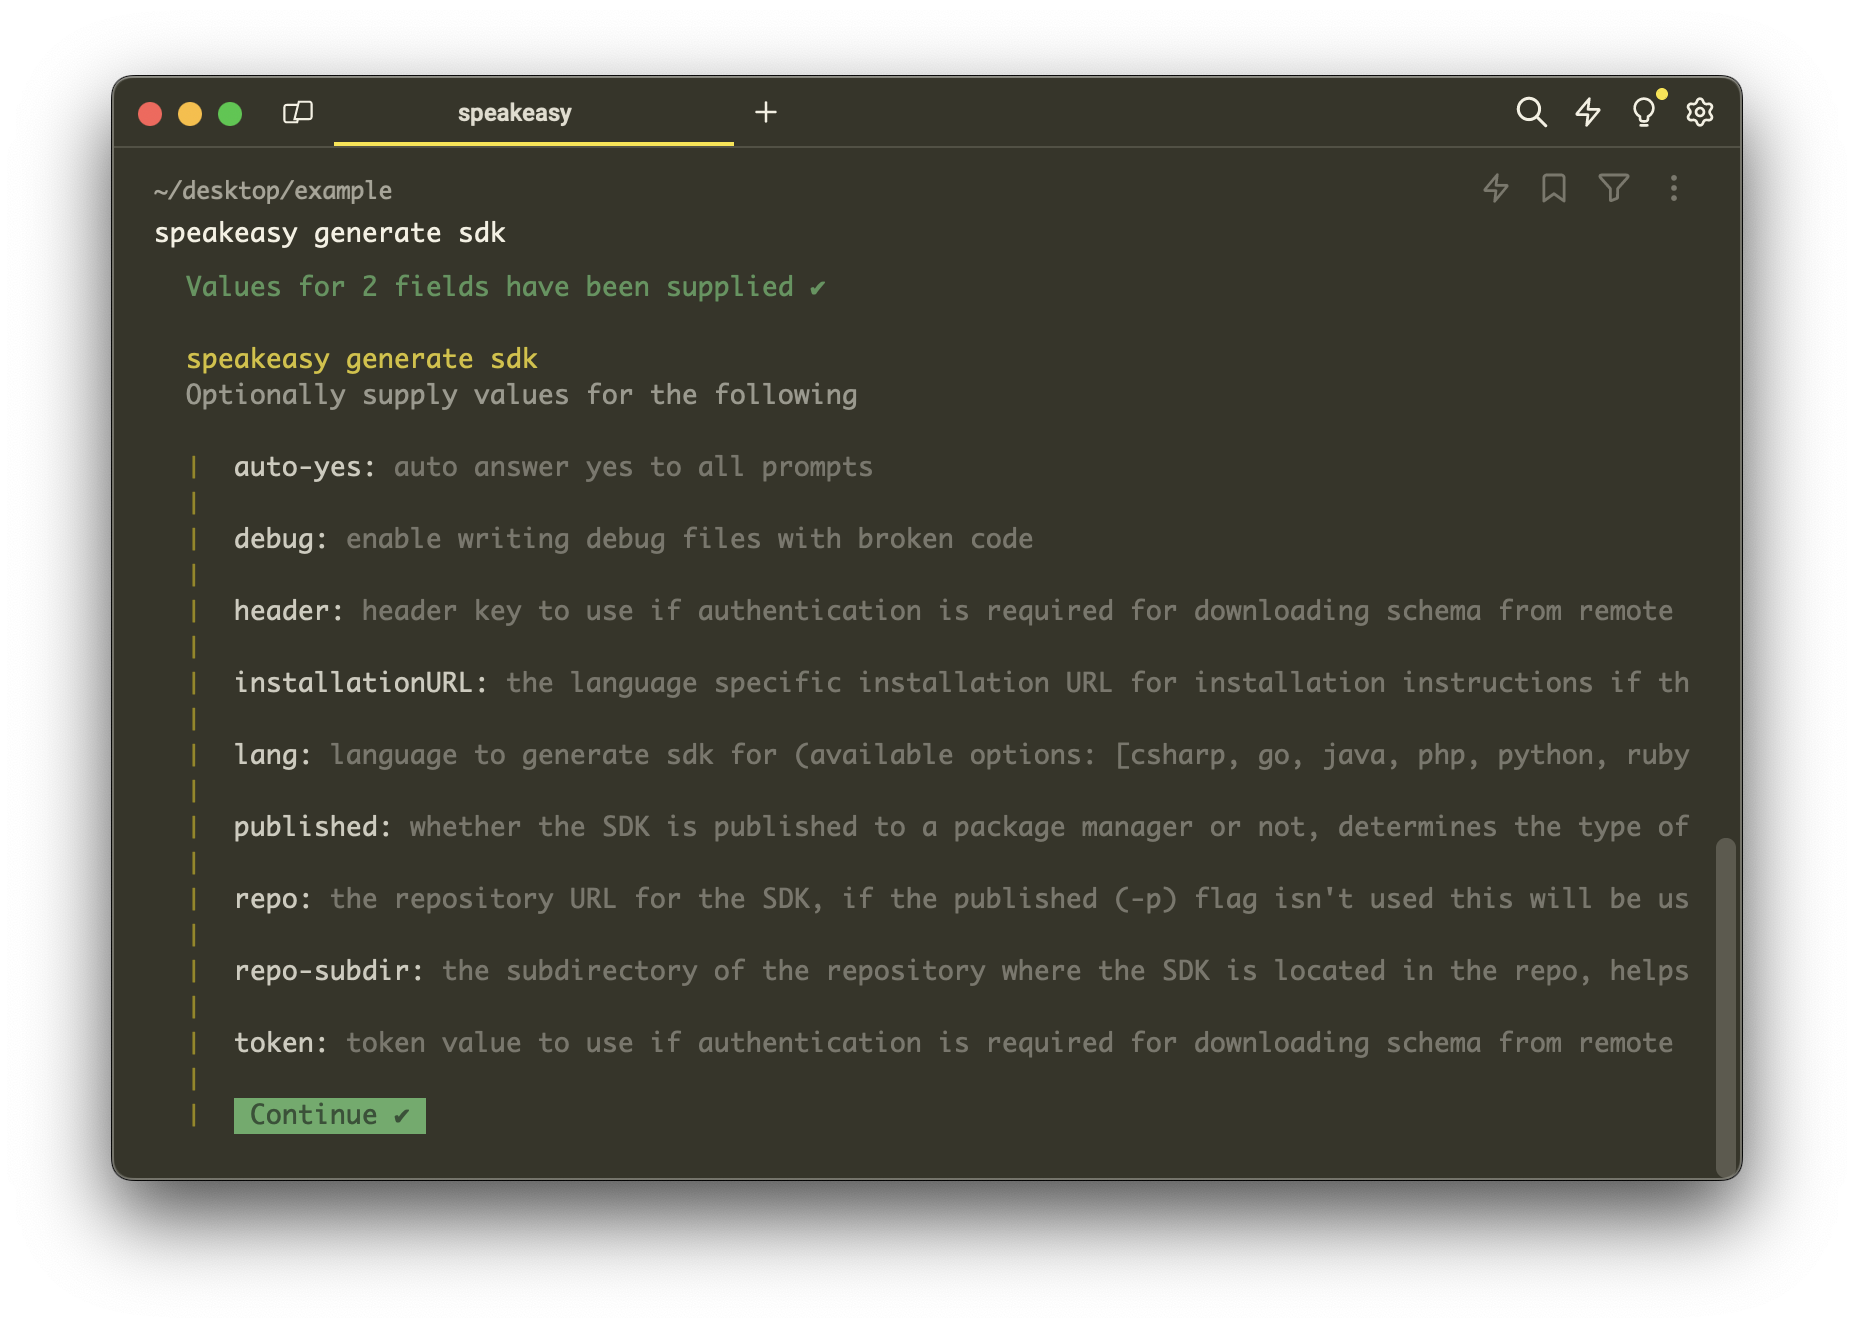 speakeasy
~/desktop/example
speakeasy generate sdk
Values for 2 fields have been supplied ✔
speakeasy generate sdk
Optionally supply values for the following
auto-yes: auto answer yes to all prompts
debug: enable writing debug files with broken code
header: header key to use if authentication is required for downloading schema from remote
installationURL: the language specific installation URL for installation instructions if th
lang: language to generate sdk for (available options: [csharp, go, java, php, python, ruby
published: whether the SDK is published to a package manager or not, determines the type of
repo: the repository URL for the SDK, if the published (-p) flag isn't used this will be us
repo-subdir: the subdirectory of the repository where the SDK is located in the repo, helps
token: token value to use if authentication is required for downloading schema from remote
Continue ✔